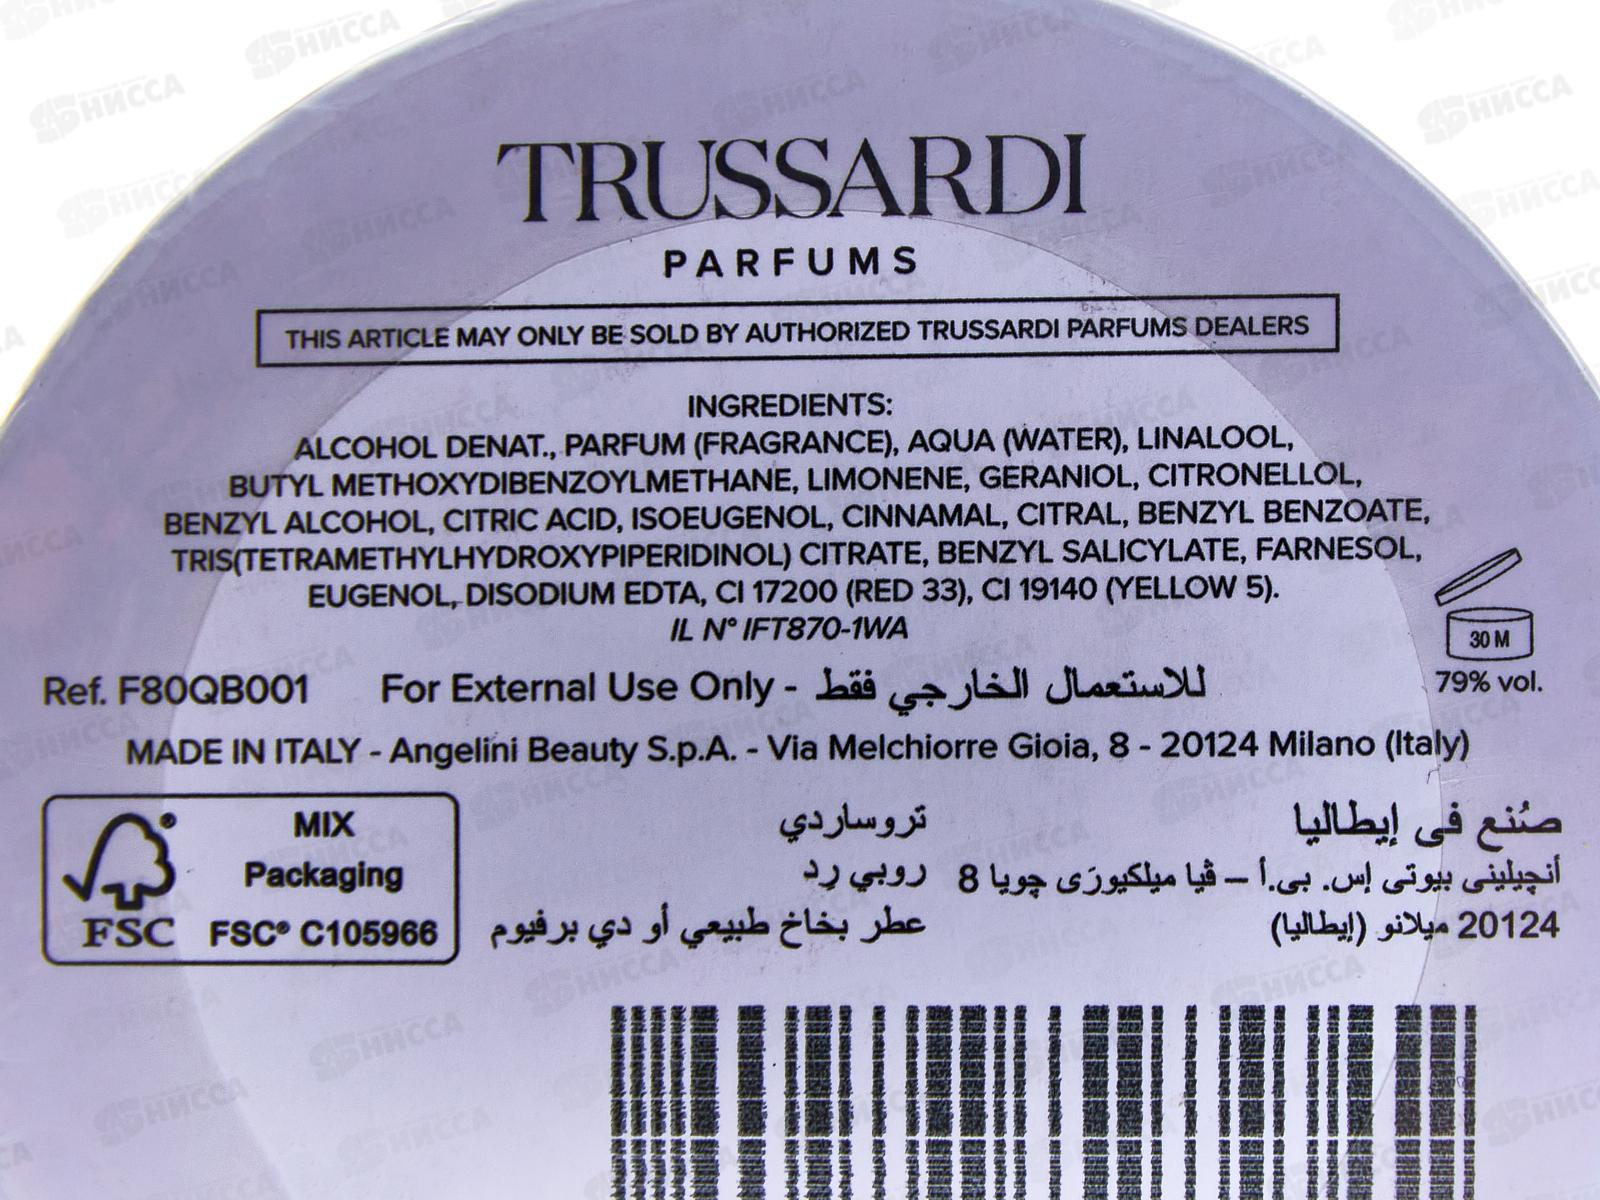 TRUSSARDI
PARFUMS
THIS ARTICLE MAY ONLY BE SOLD BY AUTHORIZED TRUSSARDI PARFUMS DEALERS
INGREDIENTS:
ALCOHOL DENAT., PARFUM (FRAGRANCE), AQUA (WATER), LINALOOL,
BUTYL METHOXYDIBENZOYLMETHANE, LIMONENE, GERANIOL, CITRONELLOL,
BENZYL ALCOHOL, CITRIC ACID, ISOEUGENOL, CINNAMAL, CITRAL, BENZYL BENZOATE,
TRIS(TETRAMETHYLHYDROXYPIPERIDINOL) CITRATE, BENZYL SALICYLATE, FARNESOL,
EUGENOL, DISODIUM EDTA, CI 17200 (RED 33), CI 19140 (YELLOW 5).
IL N° IFT870-1WA
30 M
79% vol.
Ref. F80QB001 For External Use Only - للاستعمال الخارجي فقط
MADE IN ITALY - Angelini Beauty S.p.A. - Via Melchiorre Gioia, 8 - 20124 Milano (Italy)
MIX
Packaging
FSC® C105966
FSC
تروساردي
روبي رد
عطر بخاخ طبيعي أو دي برفيوم
صُنع في إيطاليا
أنچيليني بيوتي إس. بي.أ – ڤيا ميلكيورَي چويا 8
20124 ميلانو (إيطاليا)
НИССА